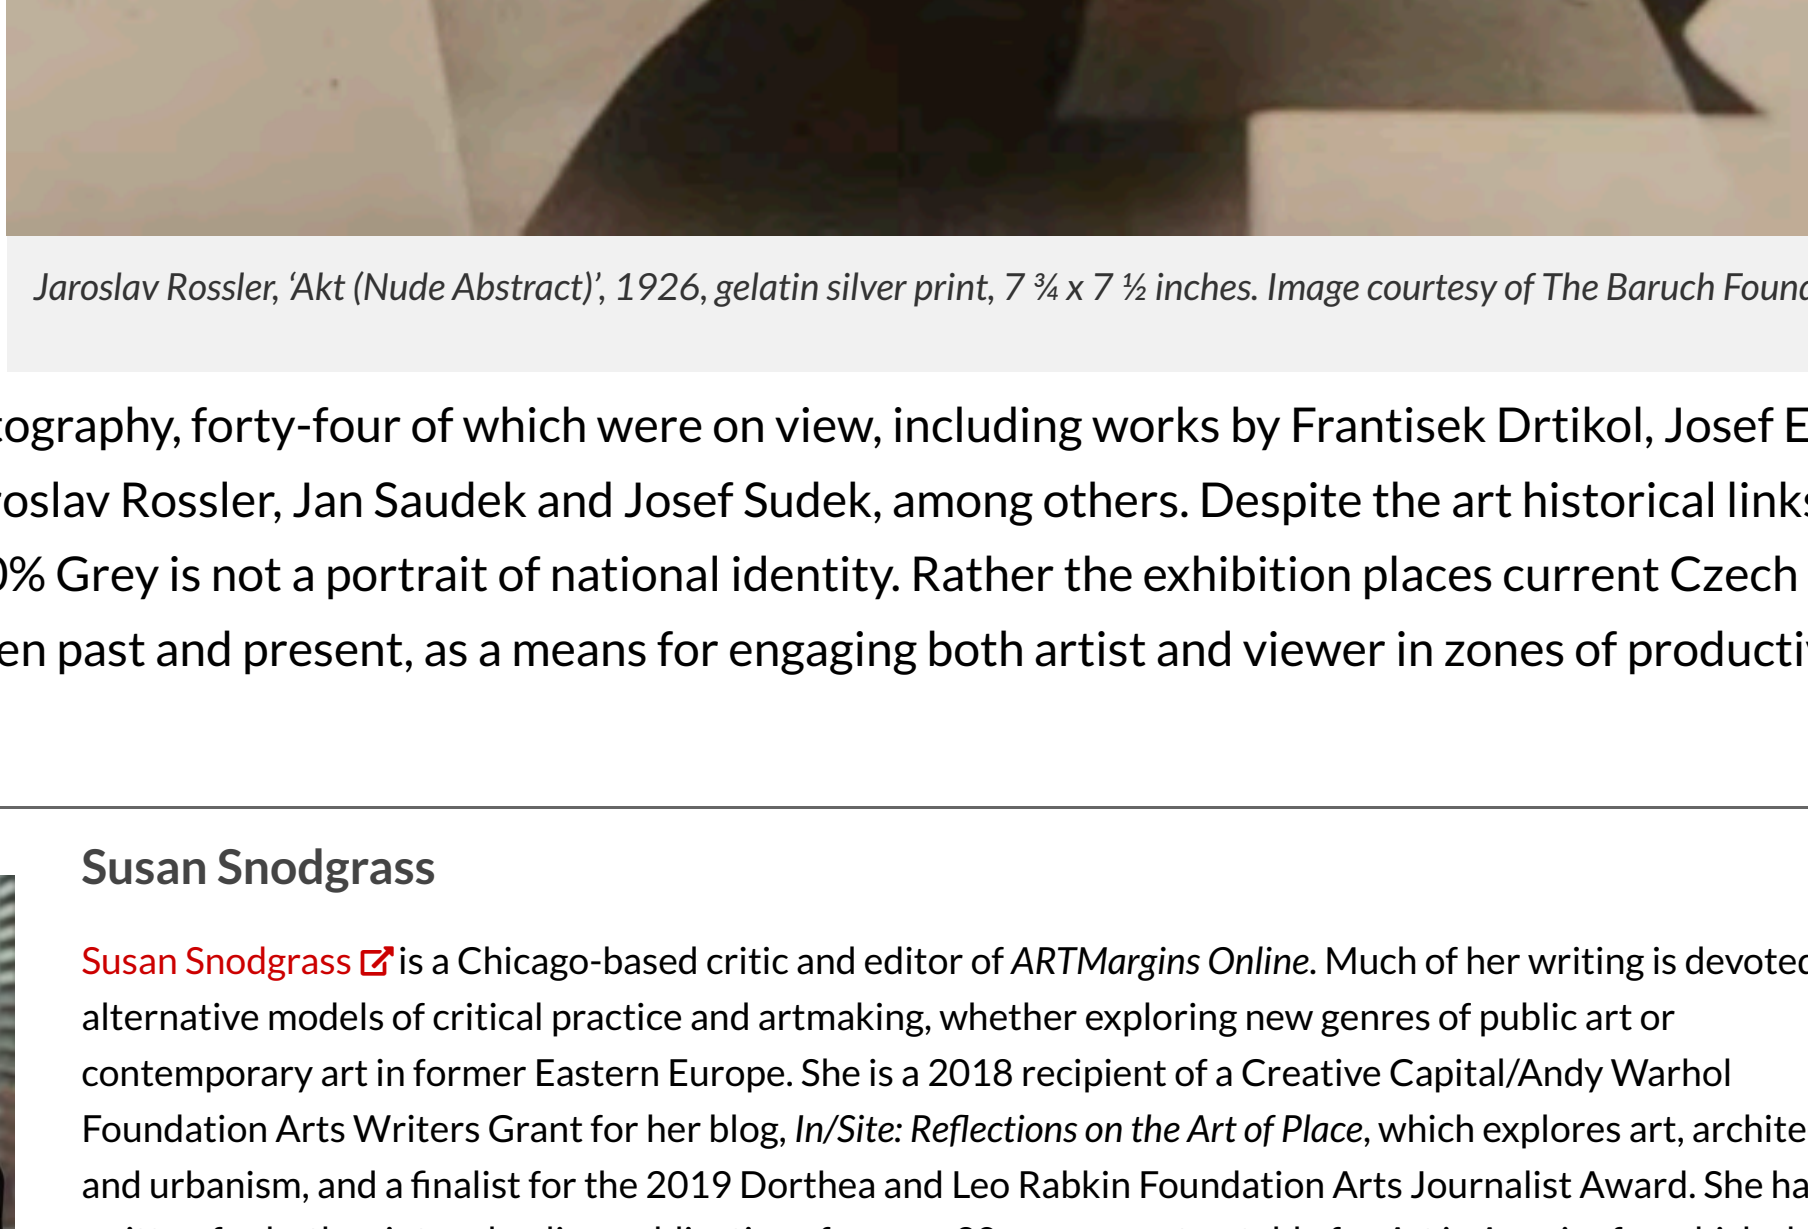 Jaroslav Rossler, ‘Akt (Nude Abstract)’, 1926, gelatin silver print, 7 ¾ x 7 ½ inches. Image courtesy of The Baruch
tography, forty-four of which were on view, including works by Frantisek Drtikol, Josef E
roslav Rossler, Jan Saudek and Josef Sudek, among others. Despite the art historical links
0% Grey is not a portrait of national identity. Rather the exhibition places current Czech
en past and present, as a means for engaging both artist and viewer in zones of
Susan Snodgrass
Susan Snodgrass is a Chicago-based critic and editor of ARTMargins Online. Much of her writing is devoted
alternative models of critical practice and artmaking, whether exploring new genres of public art or
contemporary art in former Eastern Europe. She is a 2018 recipient of a Creative Capital/Andy Warhol
Foundation Arts Writers Grant for her blog, In/Site: Reflections on the Art of Place, which explores art,
and urbanism, and a finalist for the 2019 Dorthea and Leo Rabkin Foundation Arts Journalist Award. She ha